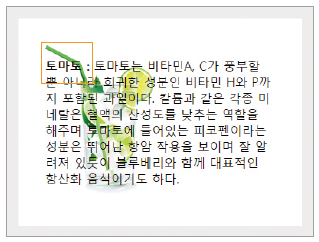 토마토 : 토마토는 비타민A, C가 풍부할
뿐 아니라 희귀한 성분인 비타민 H와 P까
지 포함된 과일이다. 칼륨과 같은 각종 미
네랄은 혈액의 산성도를 낮추는 역할을
해주며 토마토에 들어있는 피코펜이라는
성분은 뛰어난 항암 작용을 보이며 잘 알
려져 있듯이 블루베리와 함께 대표적인
항산화 음식이기도 하다.